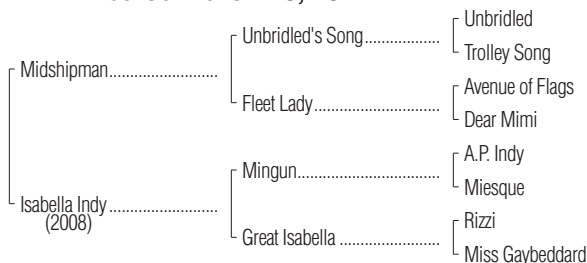 Unbridled
Unbridled's Song
Trolley Song
Midshipman
Avenue of Flags
Fleet Lady
Dear Mimi
A.P. Indy
Mingun
Miesque
Isabella Indy
(2008)
Rizzi
Great Isabella
Miss Gaybeddard